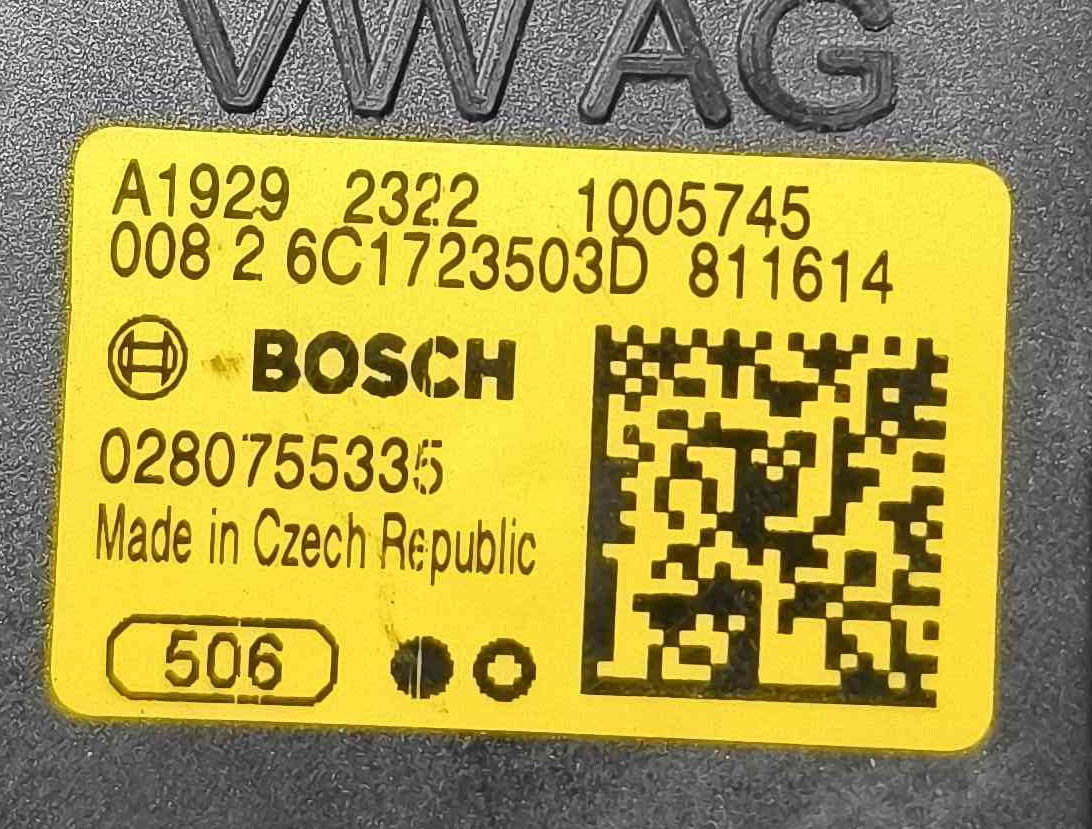 VW AG
A1929 2322 1005745
008 2 6C1723503D 811614
BOSCH
0280755335
Made in Czech Republic
506